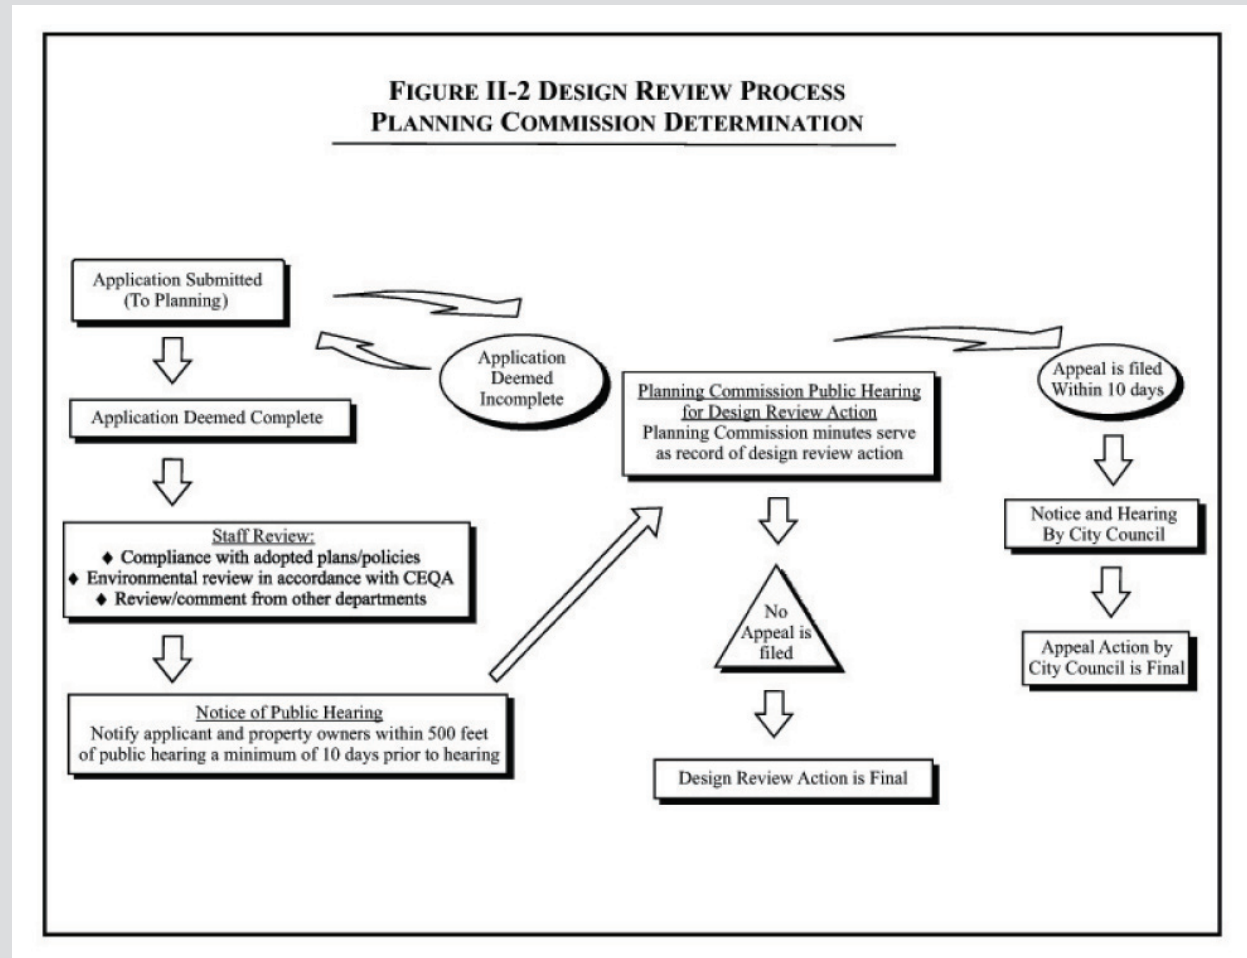 FIGURE II-2 DESIGN REVIEW PROCESS
PLANNING COMMISSION DETERMINATION
Application Submitted
(To Planning)
Application Deemed Complete
Staff Review:
♦ Compliance with adopted plans/policies
♦ Environmental review in accordance with CEQA
♦ Review/comment from other departments
Notice of Public Hearing
Notify applicant and property owners within 500 feet
of public hearing a minimum of 10 days prior to hearing
Application
Deemed
Incomplete
Planning Commission Public Hearing
for Design Review Action
Planning Commission minutes serve
as record of design review action
No
Appeal is
filed
Design Review Action is Final
Appeal is filed
Within 10 days
Notice and Hearing
By City Council
Appeal Action by
City Council is Final